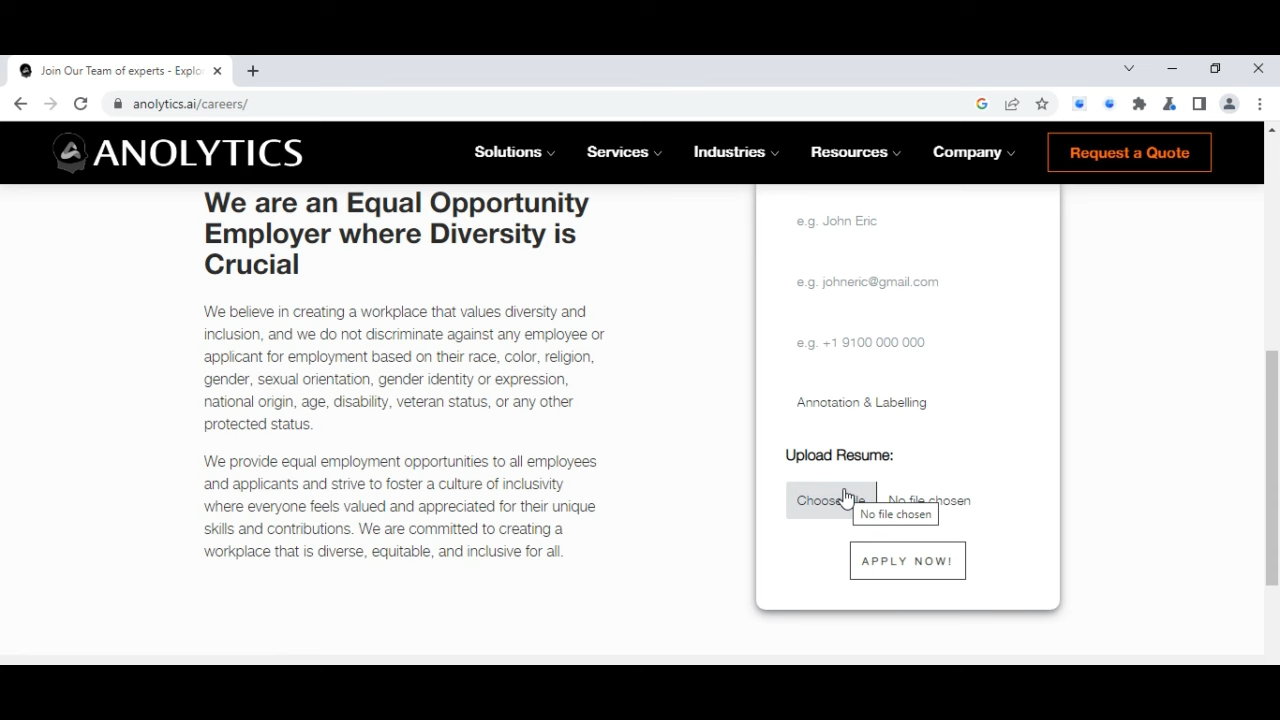 Join Our Team of experts - Explo
anolytics.ai/careers/
ANOLYTICS
Solutions
Services
Industries
Resources
Company
Request a Quote
We are an Equal Opportunity
Employer where Diversity is
Crucial
We believe in creating a workplace that values diversity and
inclusion, and we do not discriminate against any employee or
applicant for employment based on their race, color, religion,
gender, sexual orientation, gender identity or expression,
national origin, age, disability, veteran status, or any other
protected status.
We provide equal employment opportunities to all employees
and applicants and strive to foster a culture of inclusivity
where everyone feels valued and appreciated for their unique
skills and contributions. We are committed to creating a
workplace that is diverse, equitable, and inclusive for all.
e.g. John Eric
e.g. johneric@gmail.com
e.g. +1 9100 000 000
Annotation & Labelling
Upload Resume:
No file chosen
No file chosen
APPLY NOW!